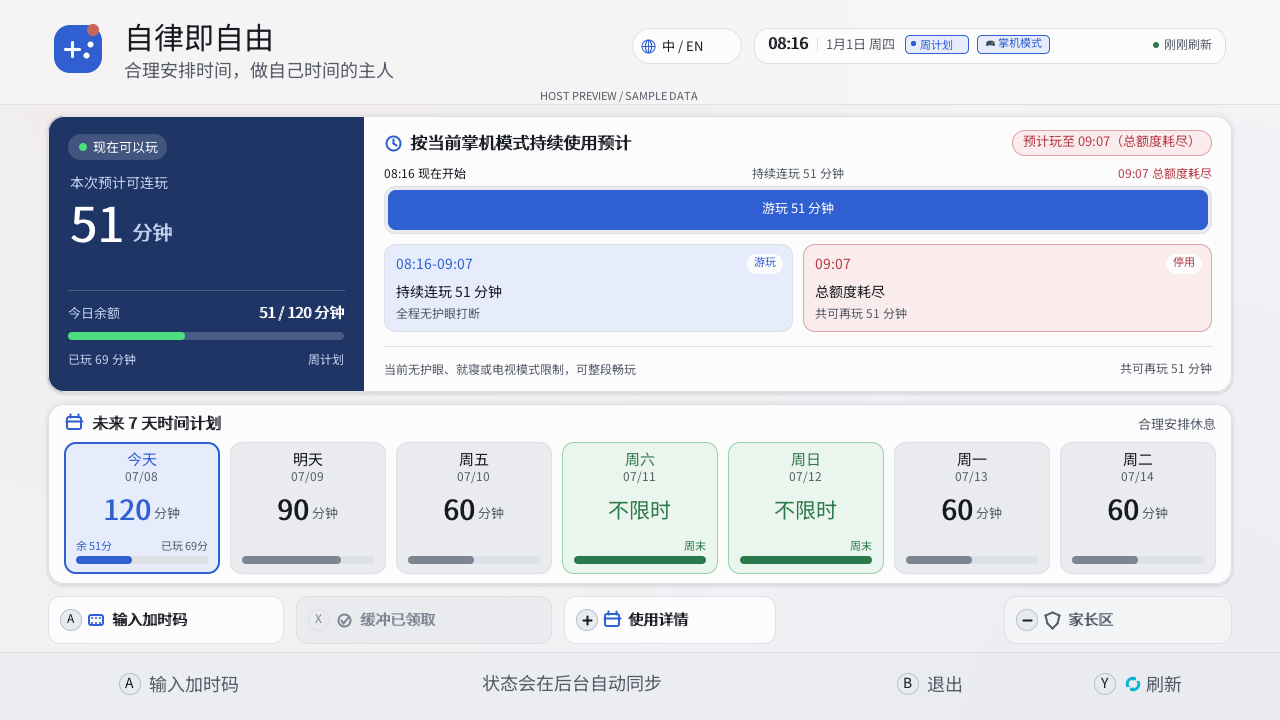 自律即自由
合理安排时间，做自己时间的主人
中 / EN
08:16 1月1日 周四 周计划 掌机模式 刚刚刷新
HOST PREVIEW / SAMPLE DATA
现在可以玩
本次预计可连玩
51 分钟
今日余额 51 / 120 分钟
已玩 69 分钟 周计划
按当前掌机模式持续使用预计 预计玩至 09:07（总额度耗尽）
08:16 现在开始 持续连玩 51 分钟 09:07 总额度耗尽
游玩 51 分钟
08:16-09:07 游玩
持续连玩 51 分钟
全程无护眼打断
09:07 停用
总额度耗尽
共可再玩 51 分钟
当前无护眼、就寝或电视模式限制，可整段畅玩 共可再玩 51 分钟
未来 7 天时间计划 合理安排休息
今天
07/08
120 分钟
余 51分 已玩 69分
明天
07/09
90 分钟
周五
07/10
60 分钟
周六
07/11
不限时
周末
周日
07/12
不限时
周末
周一
07/13
60 分钟
周二
07/14
60 分钟
A 输入加时码
X 缓冲已领取
+ 使用详情
− 家长区
A 输入加时码 状态会在后台自动同步 B 退出 Y 刷新